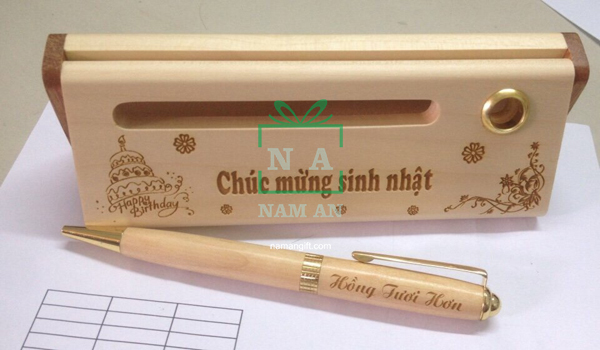 N A
Chúc mừng sinh nhật
Happy
Birthday
NAM AN
namangift.com
Hồng Tươi Hơn